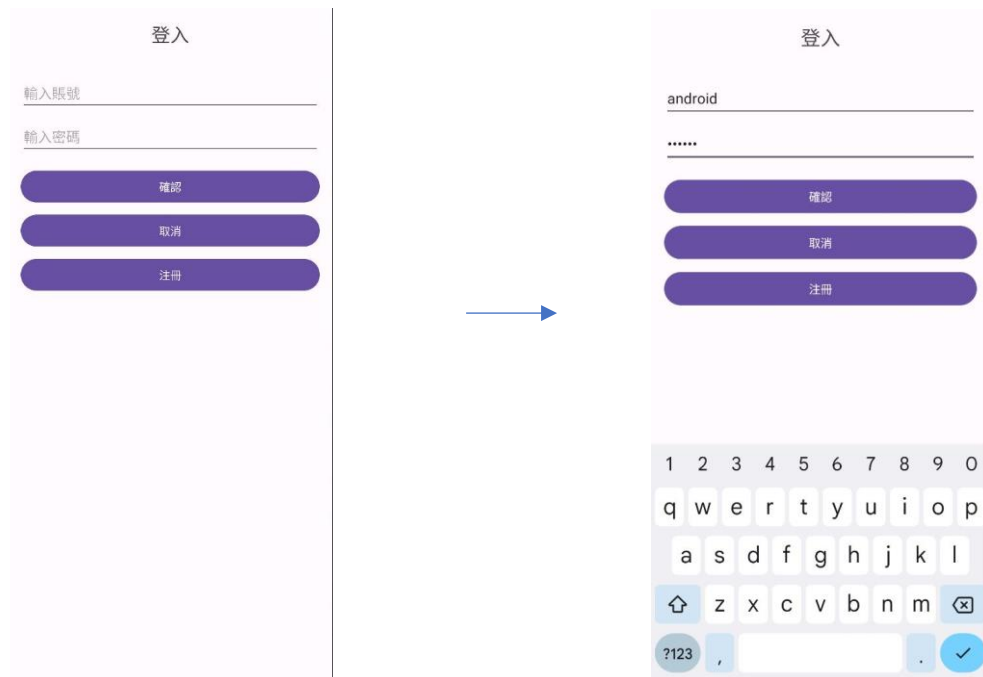 登入
輸入賬號
輸入密碼
確認
取消
注冊
登入
android
••••••
確認
取消
注冊
1 2 3 4 5 6 7 8 9 0
q w e r t y u i o p
a s d f g h j k l
z x c v b n m
?123 , .